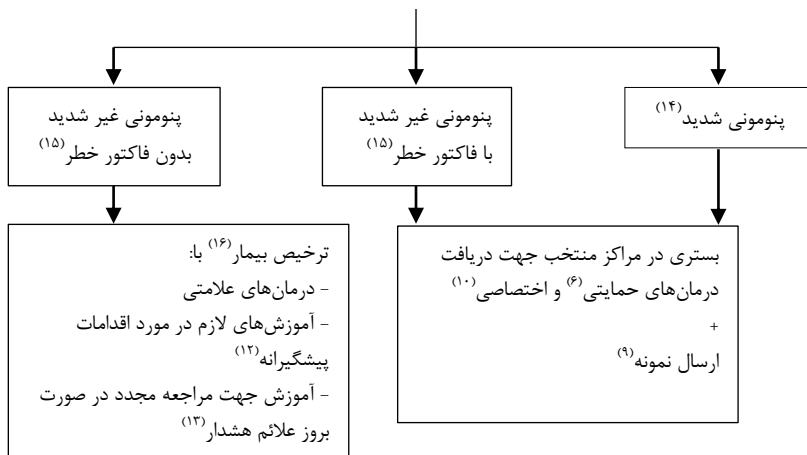 پنومونی شدید(۱۴)
پنومونی غیر شدید
با فاکتور خطر(۱۵)
پنومونی غیر شدید
بدون فاکتور خطر(۱۵)
بستری در مراکز منتخب جهت دریافت
درمان‌های حمایتی(۶) و اختصاصی(۱۰)
+
ارسال نمونه(۹)
ترخیص بیمار(۱۶) با:
- درمان‌های علامتی
- آموزش‌های لازم در مورد اقدامات
پیشگیرانه(۱۲)
- آموزش جهت مراجعه مجدد در صورت
بروز علائم هشدار(۱۳)